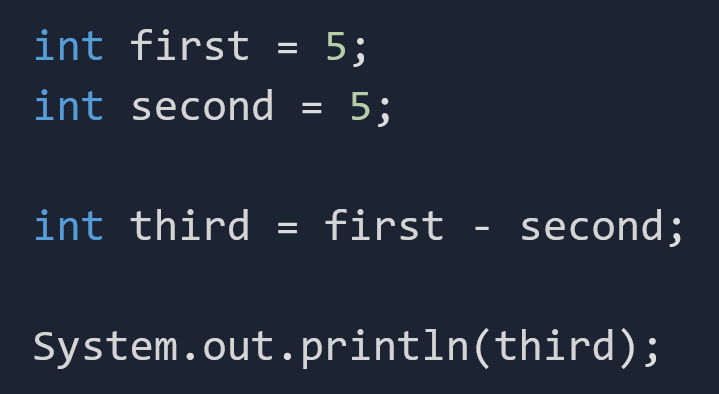 int first = 5;
int second = 5;
int third = first - second;
System.out.println(third);